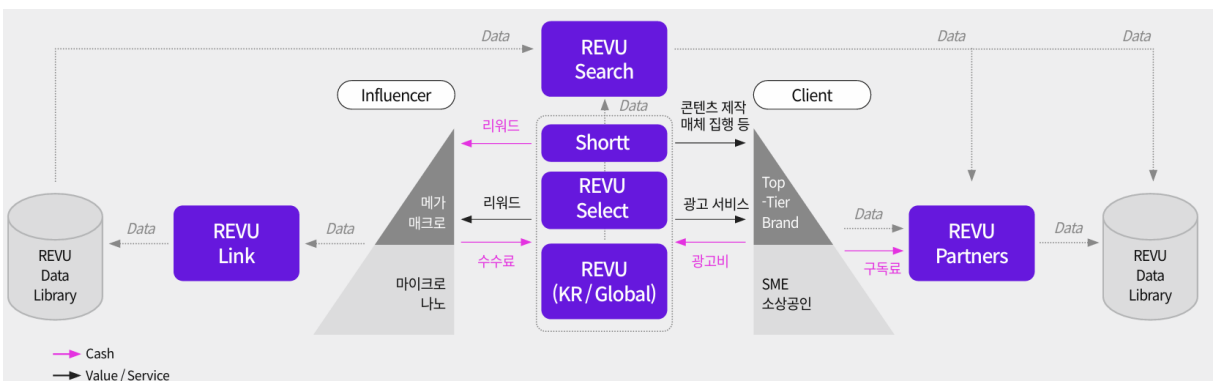 Data
REVU
Search
Data
Data
Influencer
Data
Client
리워드
Shortt
콘텐츠 제작
매체 집행 등
메가
매크로
리워드
REVU
Select
광고 서비스
Top
-Tier
Brand
REVU
Data
Library
Data
REVU
Link
Data
수수료
REVU
(KR / Global)
광고비
Data
구독료
REVU
Partners
Data
REVU
Data
Library
마이크로
나노
SME
소상공인
Cash
Value / Service